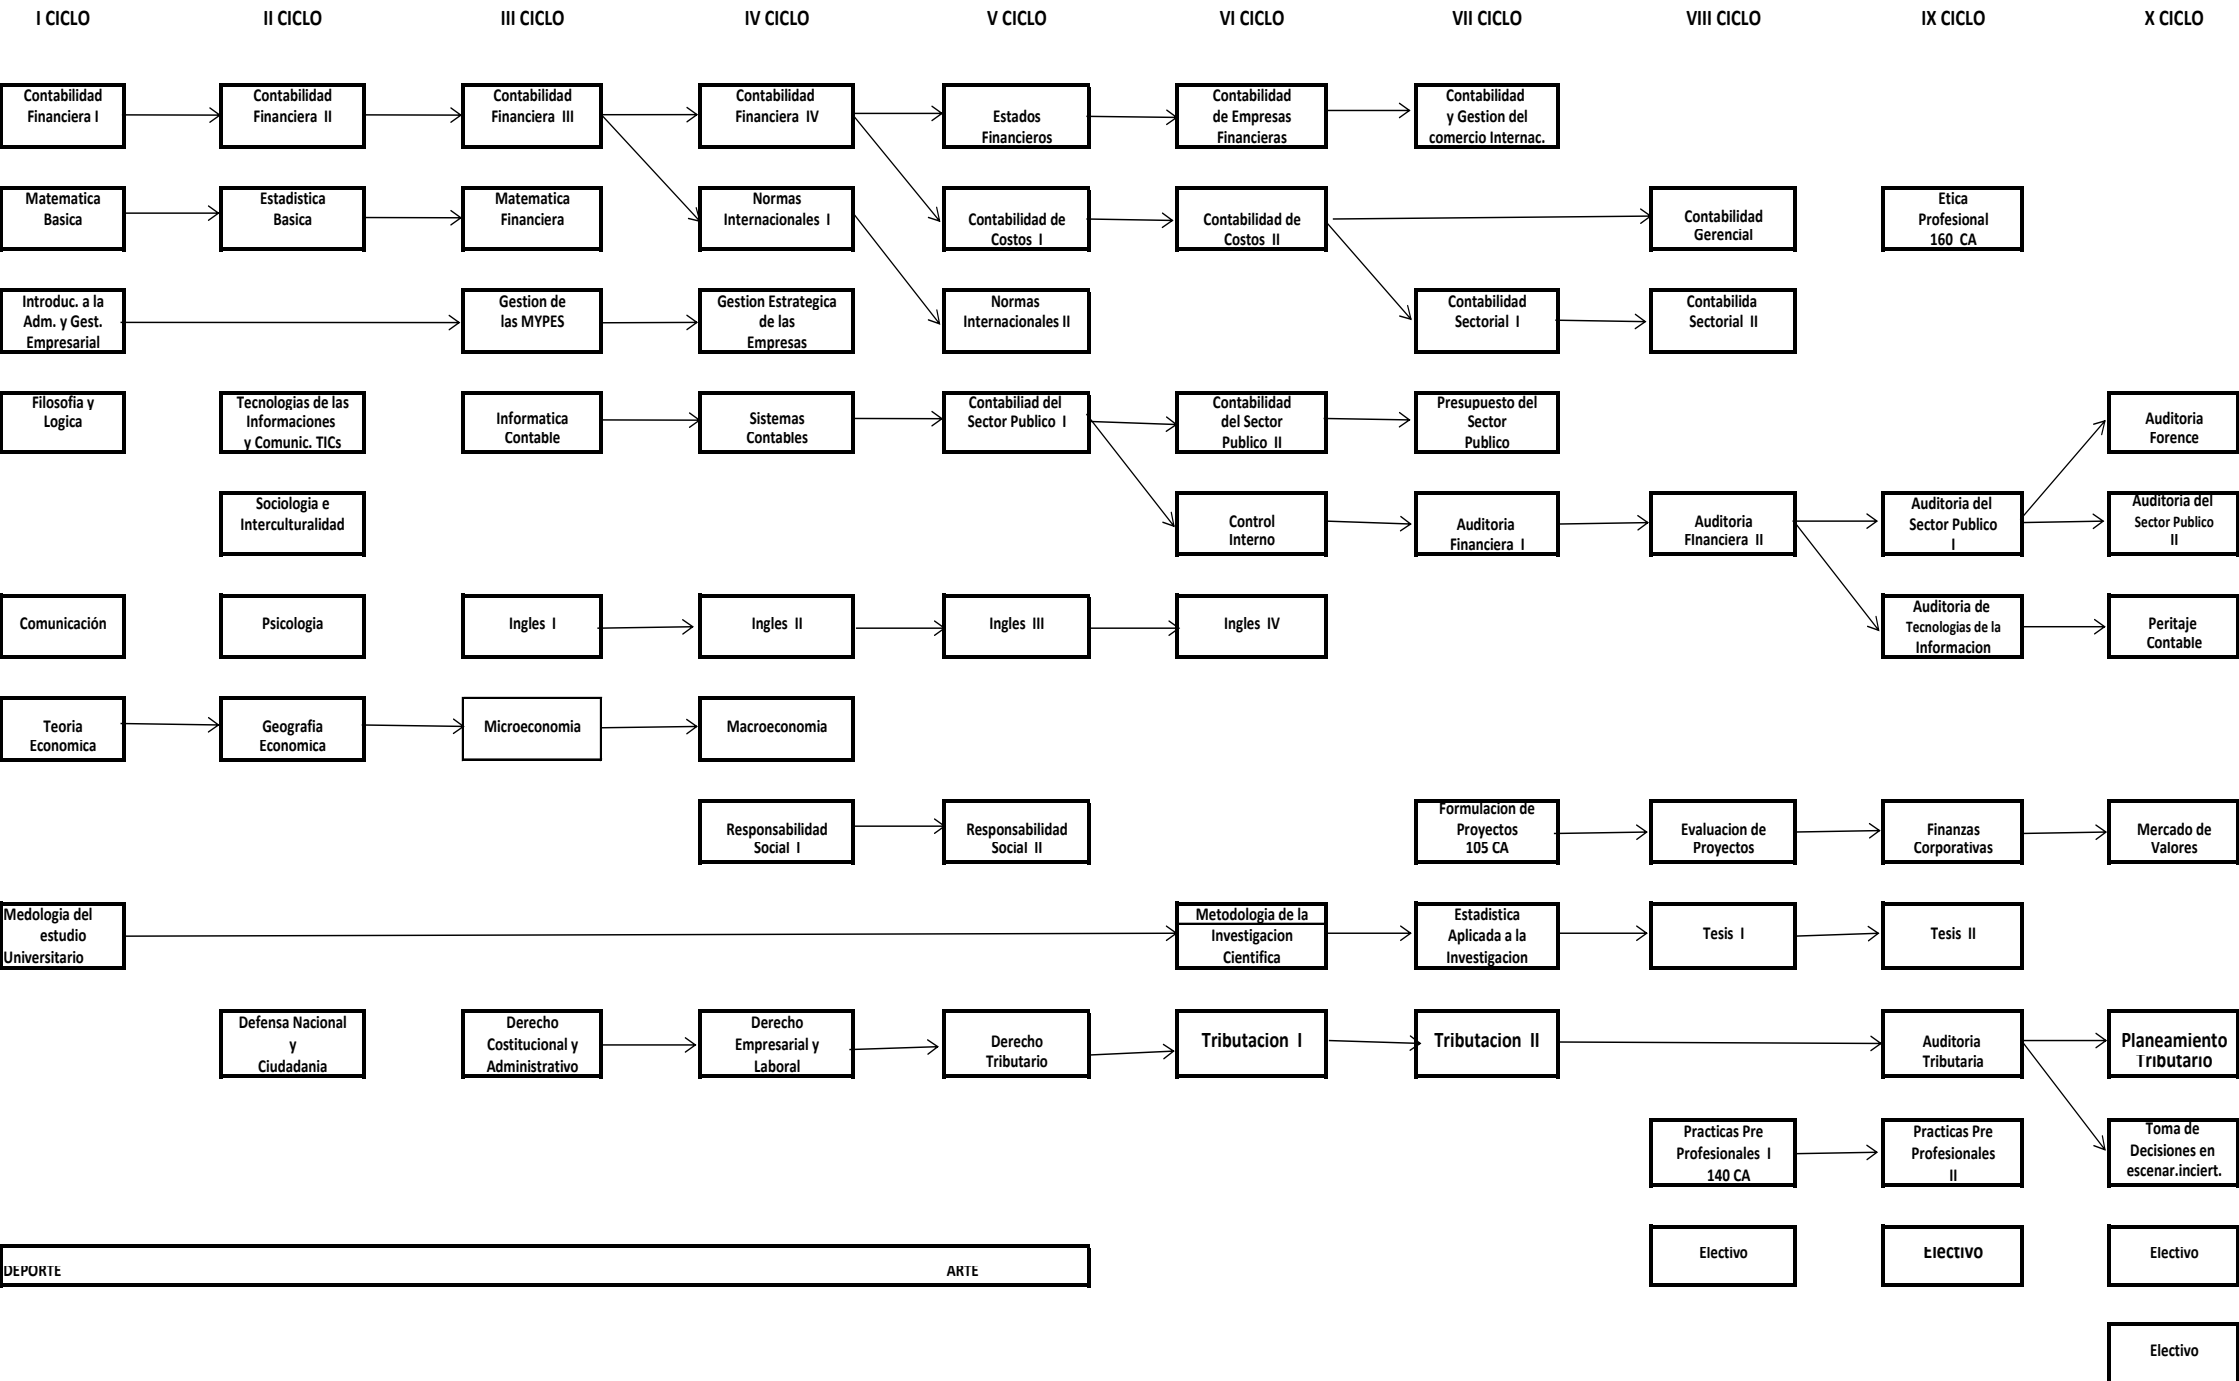 I CICLO
II CICLO
III CICLO
IV CICLO
V CICLO
VI CICLO
VII CICLO
VIII CICLO
IX CICLO
X CICLO
Contabilidad
Financiera I
Contabilidad
Financiera II
Contabilidad
Financiera III
Contabilidad
Financiera IV
Estados
Financieros
Contabilidad
de Empresas
Financieras
Contabilidad
y Gestion del
comercio Internac.
Matematica
Basica
Estadistica
Basica
Matematica
Financiera
Normas
Internacionales I
Contabilidad de
Costos I
Contabilidad de
Costos II
Contabilidad
Gerencial
Etica
Profesional
160 CA
Introduc. a la
Adm. y Gest.
Empresarial
Gestion de
las MYPES
Gestion Estrategica
de las
Empresas
Normas
Internacionales II
Contabilidad
Sectorial I
Contabilida
Sectorial II
Filosofia y
Logica
Tecnologias de las
Informaciones
y Comunic. TICs
Informatica
Contable
Sistemas
Contables
Contabiliad del
Sector Publico I
Contabilidad
del Sector
Publico II
Presupuesto del
Sector
Publico
Auditoria
Forence
Sociologia e
Interculturalidad
Control
Interno
Auditoria
Financiera I
Auditoria
FInanciera II
Auditoria del
Sector Publico
I
Auditoria del
Sector Publico
II
Comunicación
Psicologia
Ingles I
Ingles II
Ingles III
Ingles IV
Auditoria de
Tecnologias de la
Informacion
Peritaje
Contable
Teoria
Economica
Geografia
Economica
Microeconomia
Macroeconomia
Responsabilidad
Social I
Responsabilidad
Social II
Formulacion de
Proyectos
105 CA
Evaluacion de
Proyectos
Finanzas
Corporativas
Mercado de
Valores
Medologia del
estudio
Universitario
Metodologia de la
Investigacion
Cientifica
Estadistica
Aplicada a la
Investigacion
Tesis I
Tesis II
Defensa Nacional
y
Ciudadania
Derecho
Costitucional y
Administrativo
Derecho
Empresarial y
Laboral
Derecho
Tributario
Tributacion I
Tributacion II
Auditoria
Tributaria
Planeamiento
Tributario
Practicas Pre
Profesionales I
140 CA
Practicas Pre
Profesionales
II
Toma de
Decisiones en
escenar.inciert.
Electivo
Electivo
Electivo
DEPORTE
ARTE
Electivo